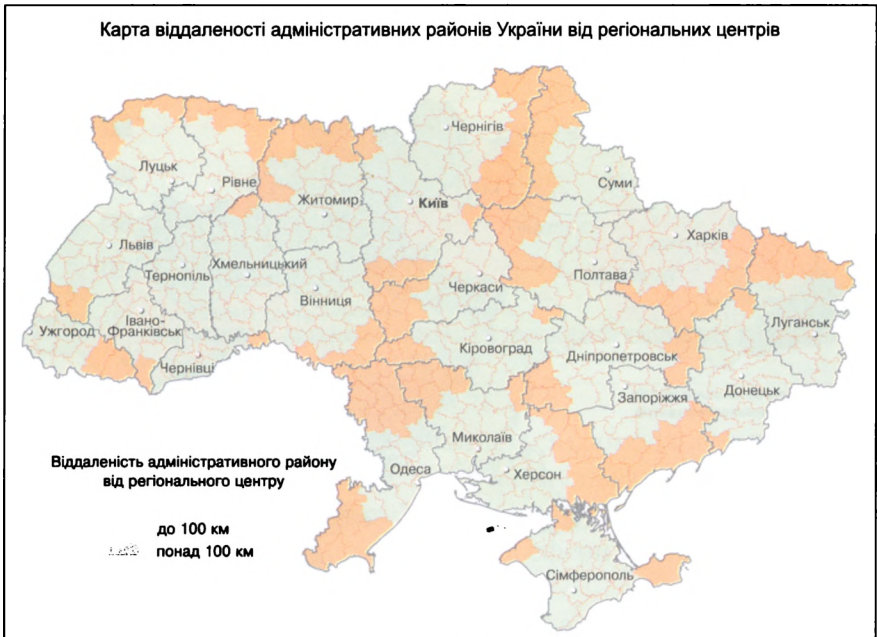 Карта віддаленості адміністративних районів України від регіональних центрів
Чернігів
Луцьк
Рівне
Суми
Житомир
Київ
Харків
Львів
Хмельницький
Тернопіль
Полтава
Черкаси
Вінниця
Івано-
Франківськ
Ужгород
Луганськ
Кіровоград
Дніпропетровськ
Чернівці
Донецьк
Запоріжжя
Миколаїв
Одеса
Херсон
Сімферополь
Віддаленість адміністративного району
від регіонального центру
до 100 км
понад 100 км